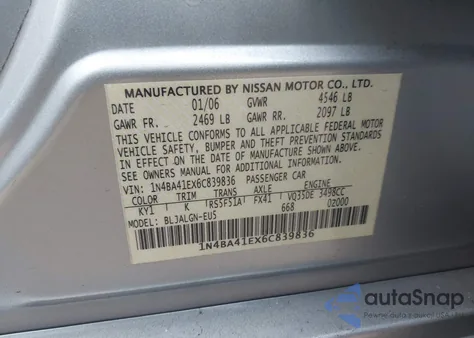 MANUFACTURED BY NISSAN MOTOR CO., LTD.
DATE 01/06 GVWR 4546 LB
GAWR FR. 2469 LB GAWR RR. 2097 LB
THIS VEHICLE CONFORMS TO ALL APPLICABLE FEDERAL MOTOR
VEHICLE SAFETY, BUMPER AND THEFT PREVENTION STANDARDS
IN EFFECT ON THE DATE OF MANUFACTURE SHOWN ABOVE.
SEE OWNERS MANUAL FOR ADDITIONAL INFORMATION.
VIN: 1N4BA41EX6C839836 PASSENGER CAR
COLOR TRIM TRANS AXLE ENGINE
KY1 K RS5F51A FX41 VQ35DE 3498CC
MODEL: BLJALGN-EU5 668 02000
1N4BA41EX6C839836
autoSnap